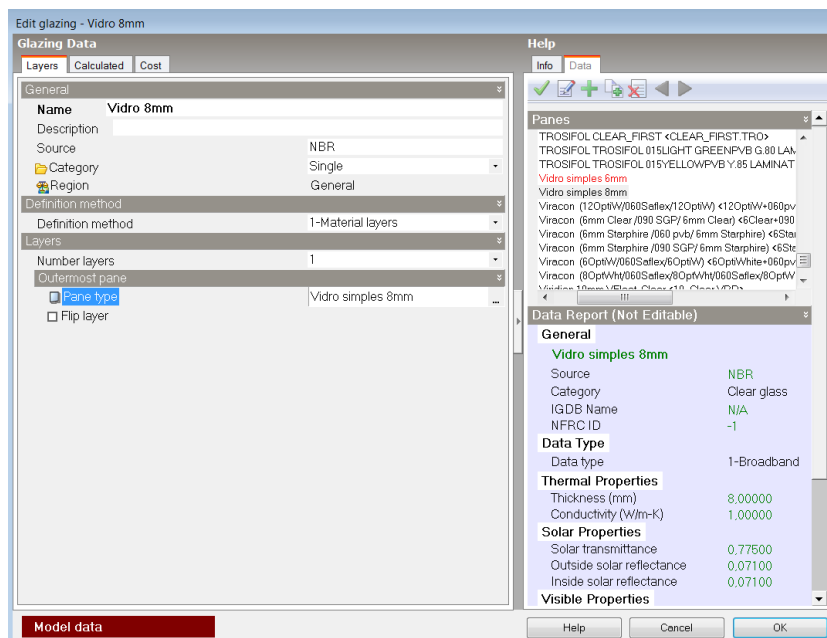 Edit glazing - Vidro 8mm
Glazing Data
Layers Calculated Cost
General
Name Vidro 8mm
Description
Source NBR
Category Single
Region General
Definition method
Definition method 1-Material layers
Layers
Number layers 1
Outermost pane
Pane type Vidro simples 8mm ...
Flip layer
Model data
Help
Info Data
Panes
TROSIFOL CLEAR_FIRST <CLEAR_FIRST.TRO>
TROSIFOL TROSIFOL 015LIGHT GREENPVB G.80 LAM
TROSIFOL TROSIFOL 015YELLOWPVB Y.85 LAMINAT
Vidro simples 6mm
Vidro simples 8mm
Viracon (12OptiW/060Saflex/12OptiW) <12OptiW+060pv
Viracon (6mm Clear /090 SGP/ 6mm Clear) <6Clear+090
Viracon (6mm Starphire /060 pvb/ 6mm Starphire) <6Star
Viracon (6mm Starphire /090 SGP/ 6mm Starphire) <6Ste
Viracon (6OptiW/060Saflex/6OptiW) <6OptiWhite+060pv
Viracon (8OptWht/060Saflex/8OptWht/060Saflex/8OptW
Data Report (Not Editable)
General
Vidro simples 8mm
Source NBR
Category Clear glass
IGDB Name N/A
NFRC ID -1
Data Type
Data type 1-Broadband
Thermal Properties
Thickness (mm) 8,00000
Conductivity (W/m-K) 1,00000
Solar Properties
Solar transmittance 0,77500
Outside solar reflectance 0,07100
Inside solar reflectance 0,07100
Visible Properties
Help Cancel OK